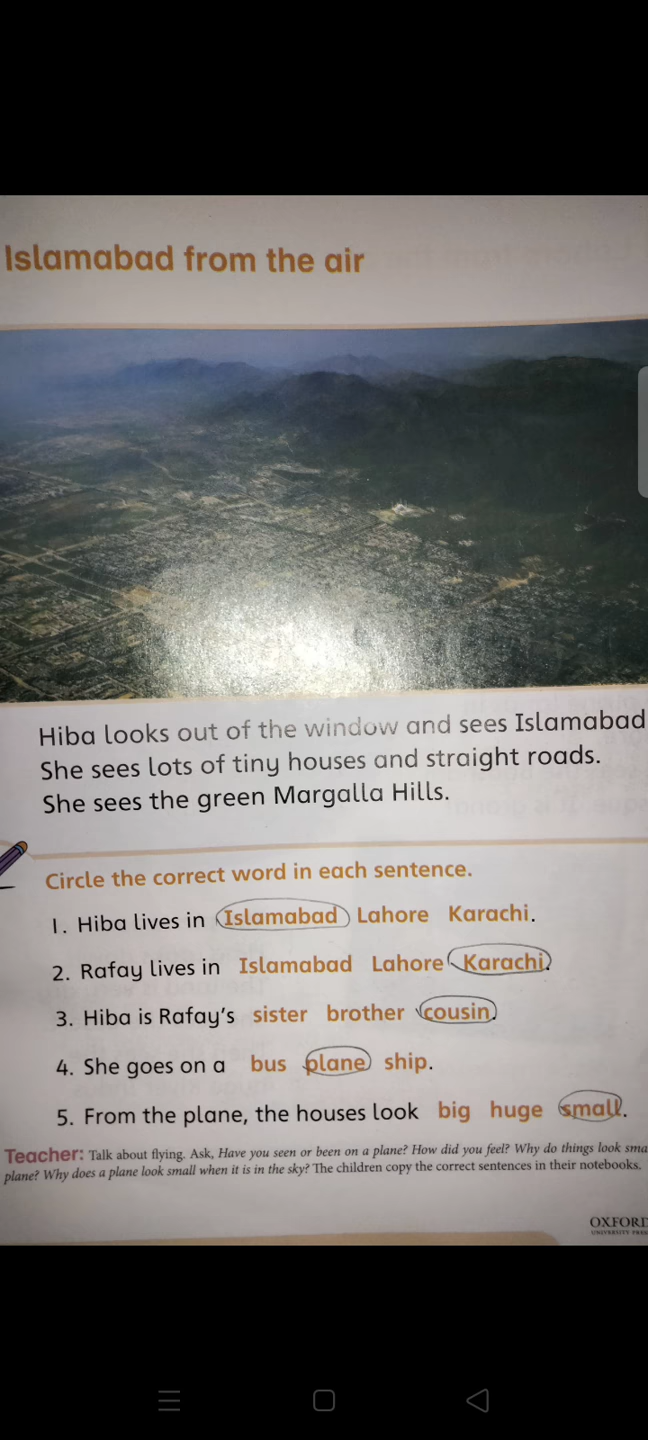 Islamabad from the air
Hiba looks out of the window and sees Islamabad
She sees lots of tiny houses and straight roads.
She sees the green Margalla Hills.
Circle the correct word in each sentence.
1. Hiba lives in Islamabad Lahore Karachi.
2. Rafay lives in Islamabad Lahore Karachi.
3. Hiba is Rafay's sister brother cousin.
4. She goes on a bus plane ship.
5. From the plane, the houses look big huge small.
Teacher: Talk about flying. Ask, Have you seen or been on a plane? How did you feel? Why do things look
plane? Why does a plane look small when it is in the sky? The children copy the correct sentences in their notebooks.
OXFORD
UNIVERSITY